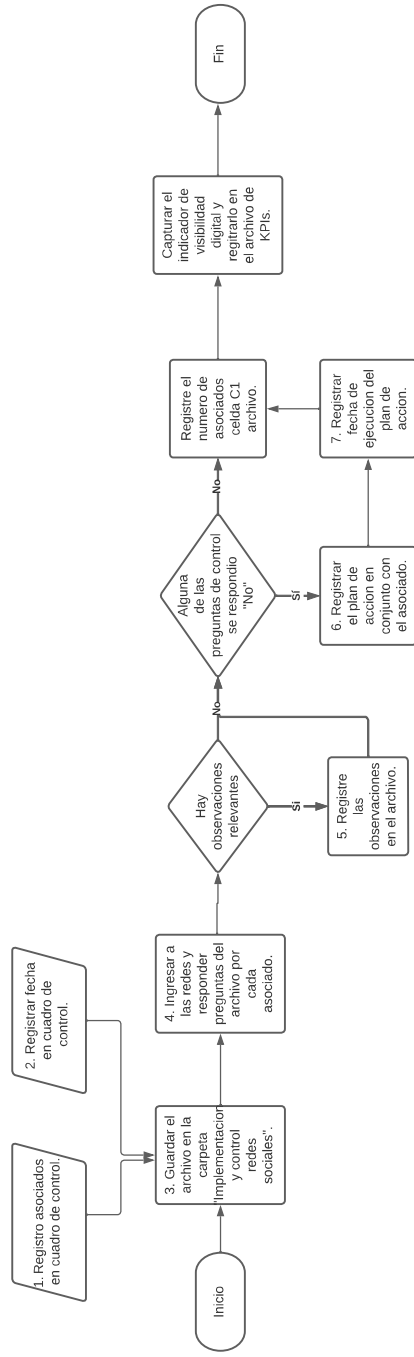 Inicio
1. Registro asociados
en cuadro de control.
2. Registrar fecha
en cuadro de
control.
3. Guardar el
archivo en la
carpeta
"Implementacion
y control
redes
sociales".
4. Ingresar a
las redes y
responder
preguntas del
archivo por
cada
asociado.
Hay
observaciones
relevantes
Sí
No
5. Registre
las
observaciones
en el archivo.
Alguna
de las
preguntas de control
se respondio
"No"
Sí
No
6. Registrar
el plan de
accion en
conjunto con
el asociado.
7. Registrar
fecha de
ejecucion del
plan de
accion.
Registre el
numero de
asociados
celda C1
archivo.
Capturar el
indicador de
visibilidad
digital y
regitrarlo en
el archivo de
KPIs.
Fin